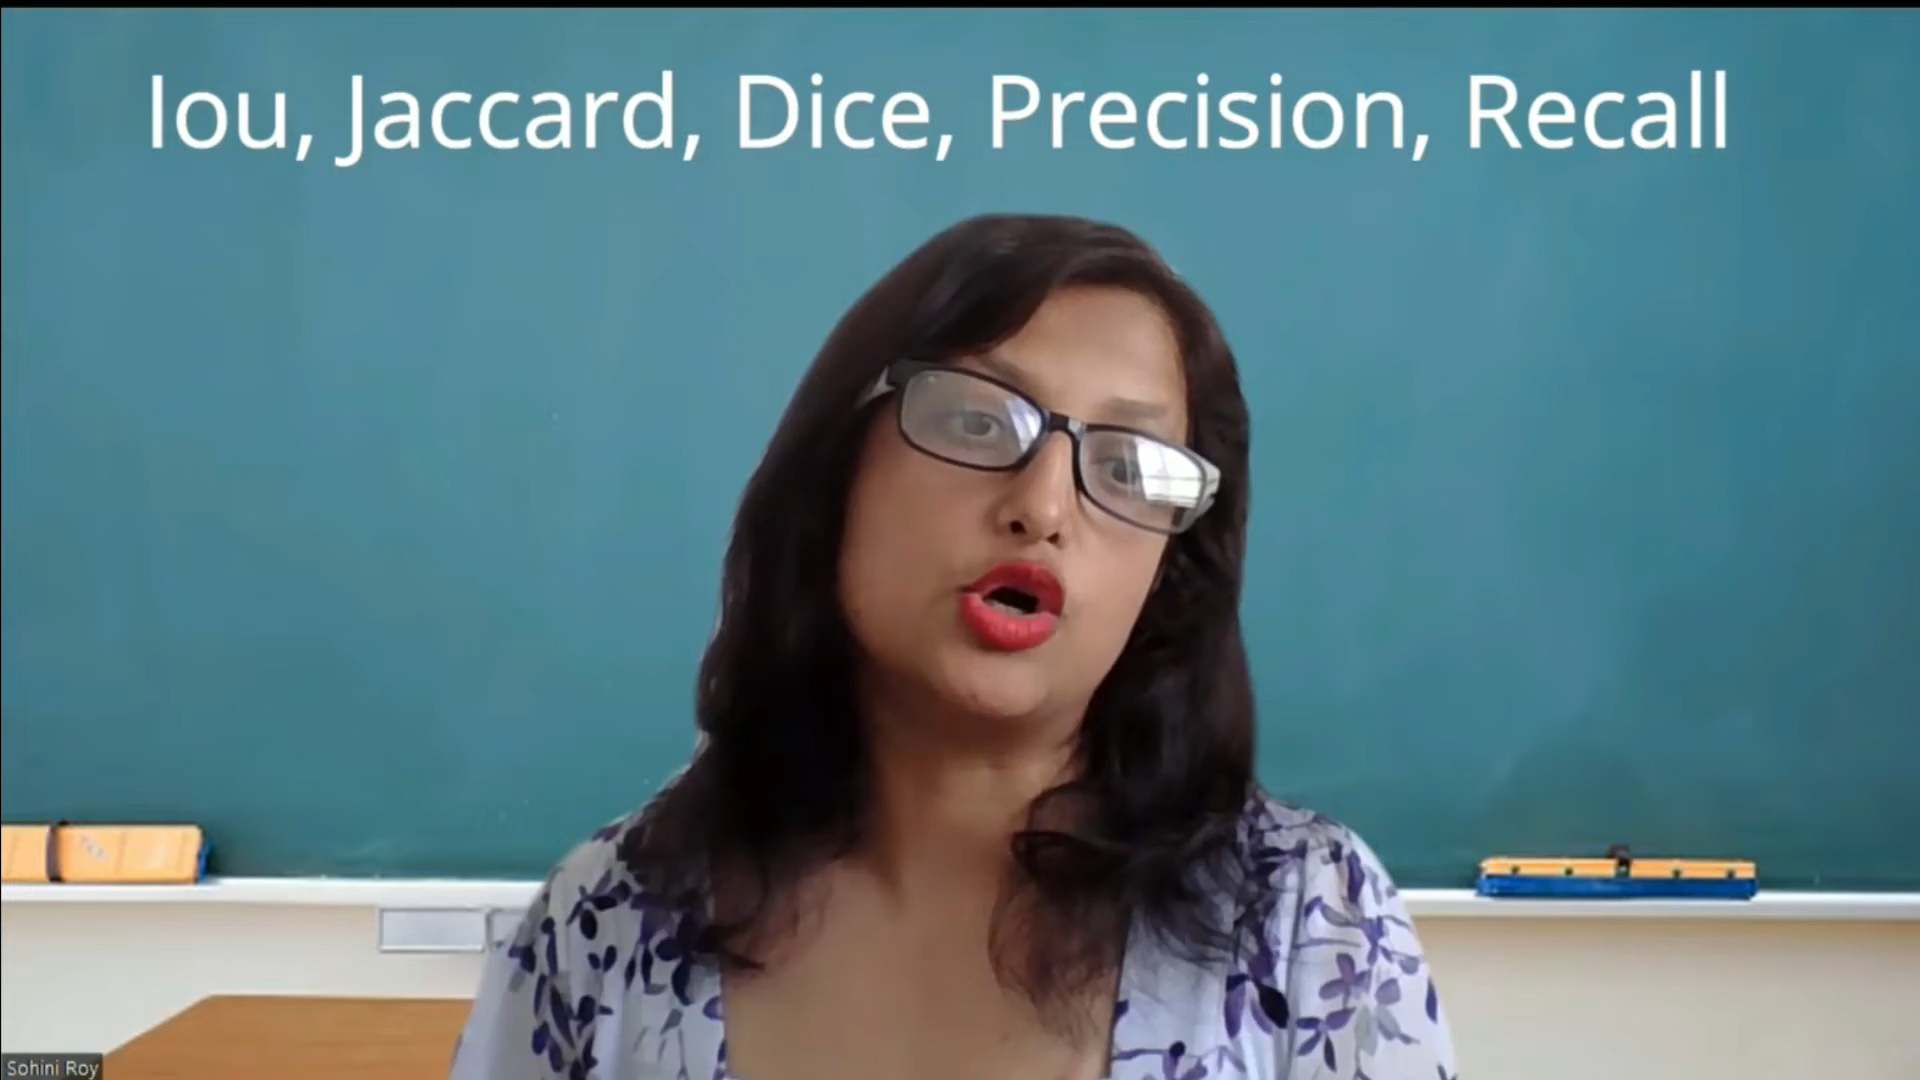 Iou, Jaccard, Dice, Precision, Recall
Sohini Roy